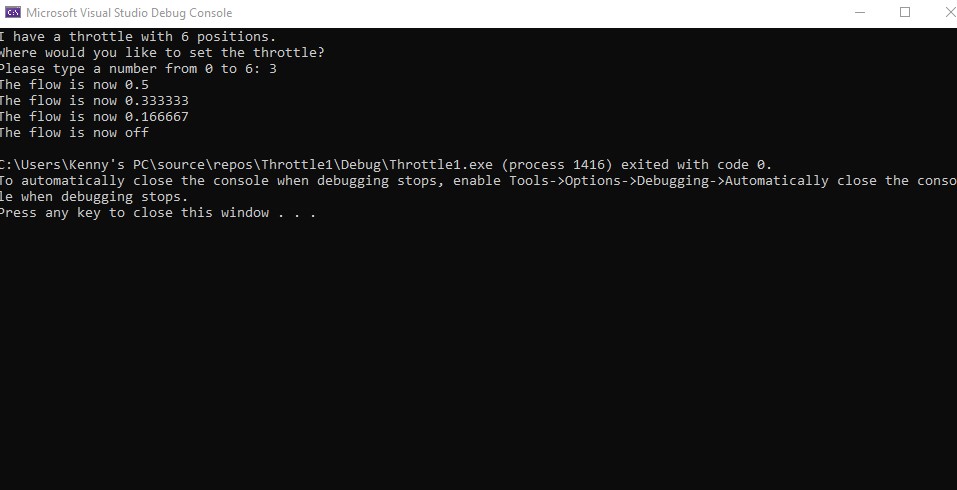 Microsoft Visual Studio Debug Console
I have a throttle with 6 positions.
Where would you like to set the throttle?
Please type a number from 0 to 6: 3
The flow is now 0.5
The flow is now 0.333333
The flow is now 0.166667
The flow is now off
C:\Users\Kenny's PC\source\repos\Throttle1\Debug\Throttle1.exe (process 1416) exited with code 0.
To automatically close the console when debugging stops, enable Tools->Options->Debugging->Automatically close the conso
le when debugging stops.
Press any key to close this window . . .